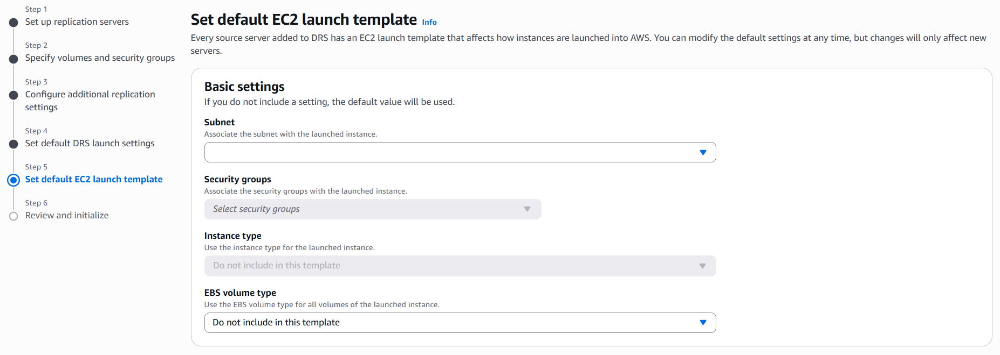 Step 1
Set up replication servers
Step 2
Specify volumes and security groups
Step 3
Configure additional replication
settings
Step 4
Set default DRS launch settings
Step 5
Set default EC2 launch template
Step 6
Review and initialize
Set default EC2 launch template Info
Every source server added to DRS has an EC2 launch template that affects how instances are launched into AWS. You can modify the default settings at any time, but changes will only affect new
servers.
Basic settings
If you do not include a setting, the default value will be used.
Subnet
Associate the subnet with the launched instance.
Security groups
Associate the security groups with the launched instance.
Select security groups
Instance type
Use the instance type for the launched instance.
Do not include in this template
EBS volume type
Use the EBS volume type for all volumes of the launched instance.
Do not include in this template